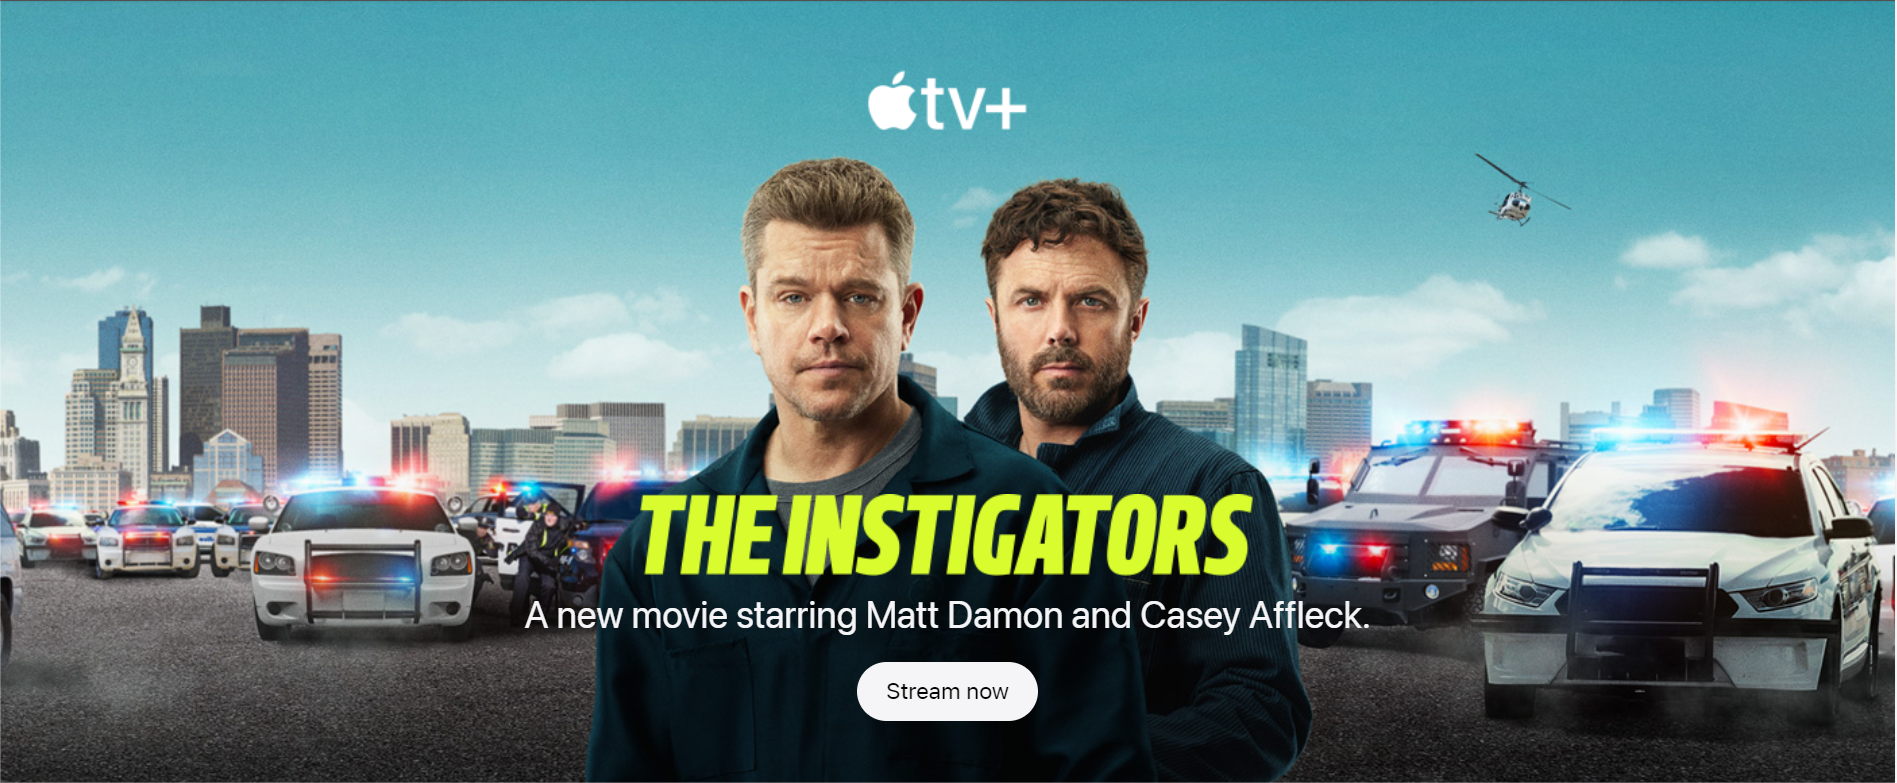 tv+
THE INSTIGATORS
A new movie starring Matt Damon and Casey Affleck.
Stream now